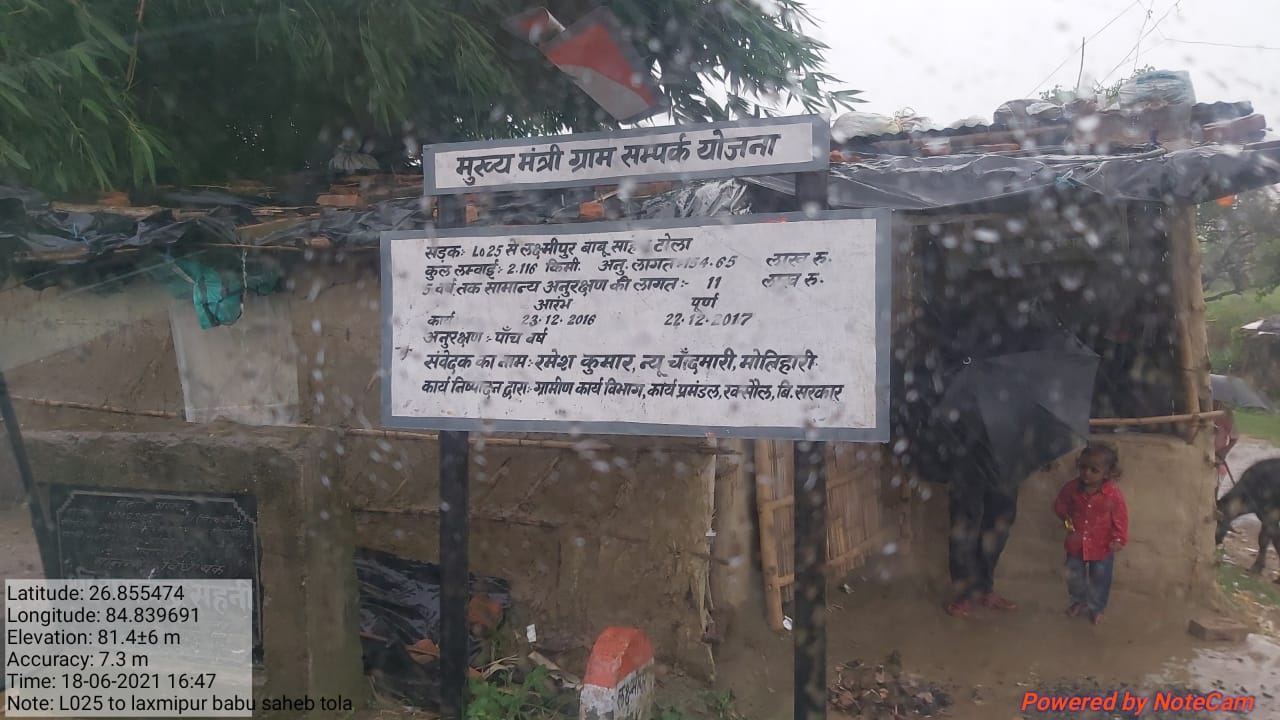 मुख्य मंत्री ग्राम सम्पर्क योजना
सड़कः L025 से लक्ष्मीपुर बाबू टोला
कुल लम्बाईः 2.116 किमी. अनु. लागत 154.65 लाख रु.
5 वर्ष तक सामान्य अनुरक्षण की लागतः- 11 लाख रु.
आरंभ पूर्ण
कार्य 23.12.2016 22.12.2017
अनुरक्षण :- पाँच वर्ष
संवेदक का नामः- रमेश कुमार, न्यू चाँदमारी, मोतिहारी
कार्य निष्पादन द्वाराः- ग्रामीण कार्य विभाग, कार्य प्रमंडल, रक्सौल, बि. सरकार
Latitude: 26.855474
Longitude: 84.839691
Elevation: 81.4±6 m
Accuracy: 7.3 m
Time: 18-06-2021 16:47
Note: L025 to laxmipur babu saheb tola
Powered by NoteCam